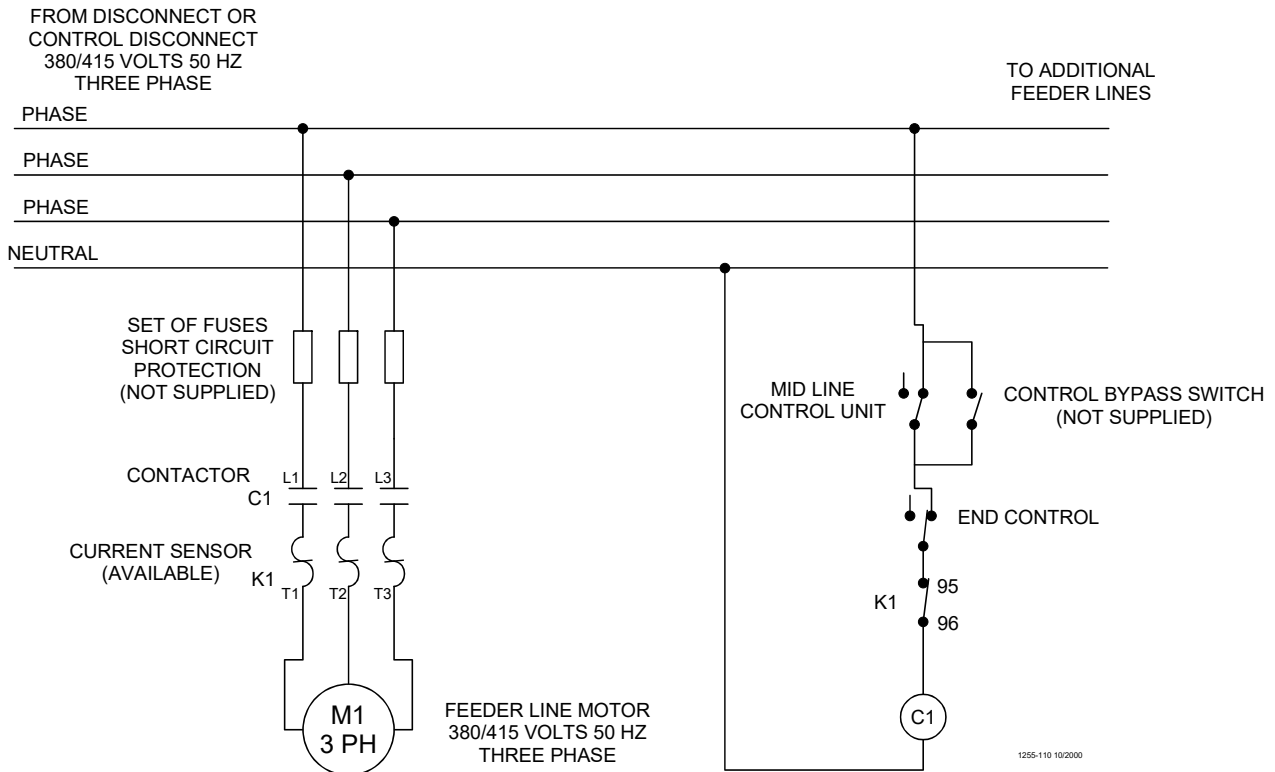 FROM DISCONNECT OR
CONTROL DISCONNECT
380/415 VOLTS 50 HZ
THREE PHASE
TO ADDITIONAL
FEEDER LINES
PHASE
PHASE
PHASE
NEUTRAL
SET OF FUSES
SHORT CIRCUIT
PROTECTION
(NOT SUPPLIED)
MID LINE
CONTROL UNIT
CONTROL BYPASS SWITCH
(NOT SUPPLIED)
CONTACTOR
C1
L1 L2 L3
END CONTROL
CURRENT SENSOR
(AVAILABLE)
K1
T1 T2 T3
K1
95
96
M1
3 PH
FEEDER LINE MOTOR
380/415 VOLTS 50 HZ
THREE PHASE
C1
1255-110 10/2000